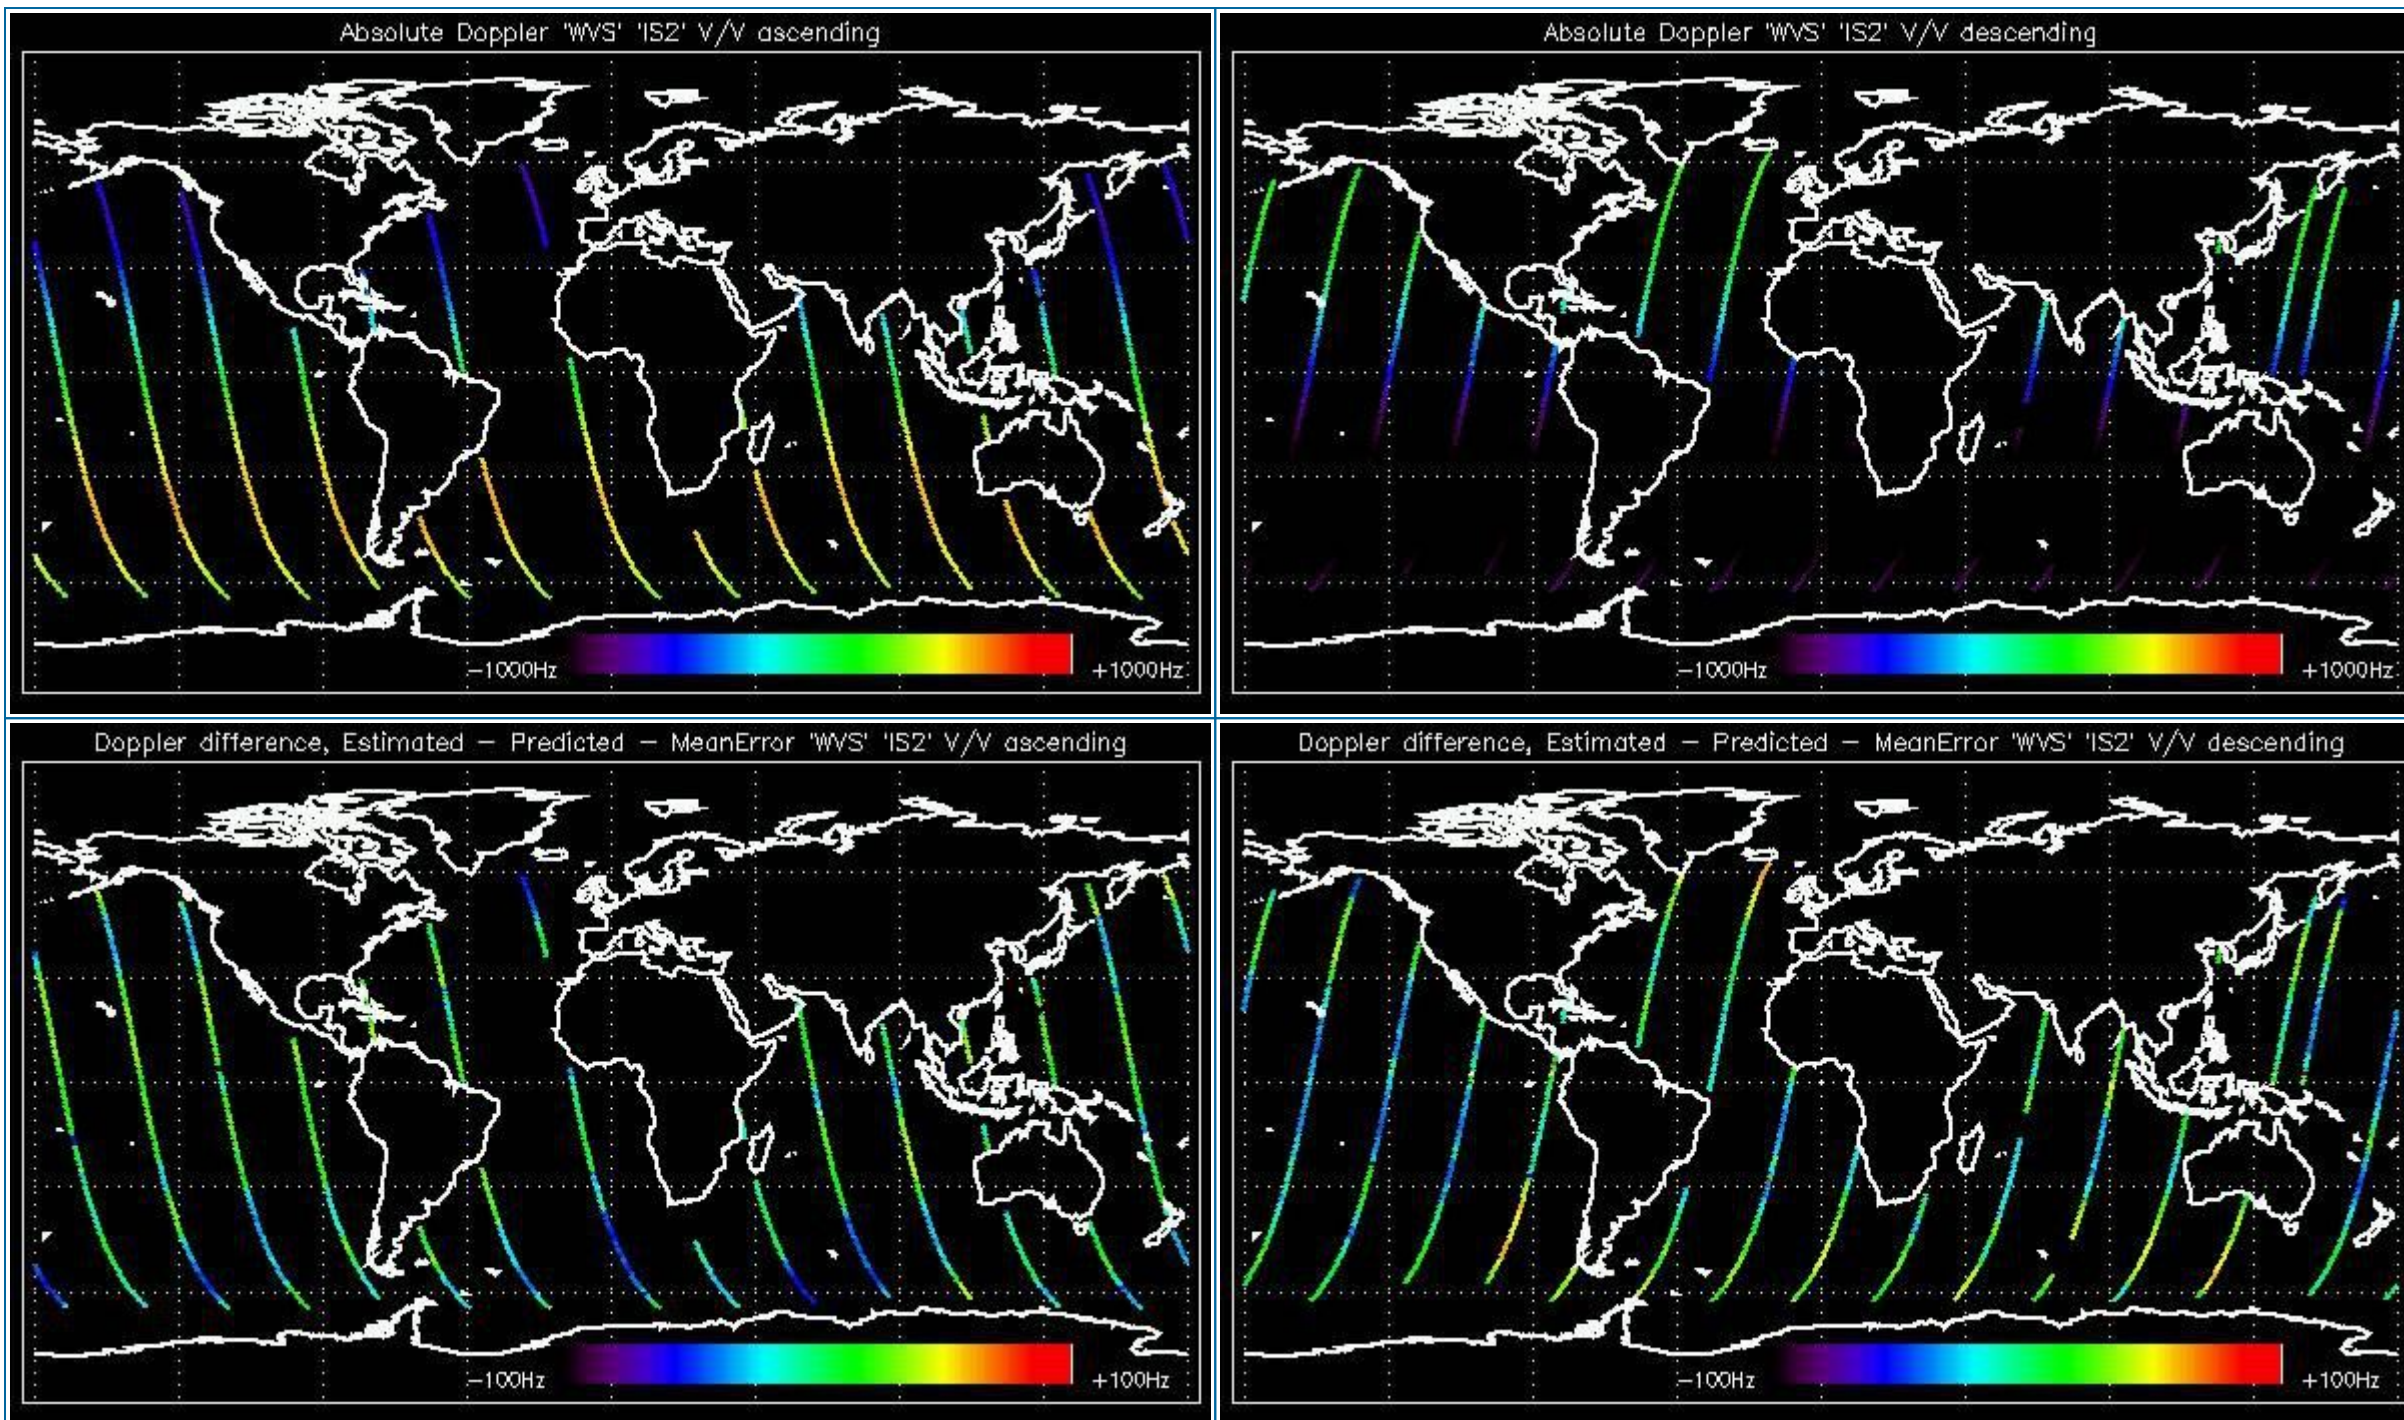 Absolute Doppler 'WVS' 'IS2' V/V ascending
-1000Hz
+1000Hz
Absolute Doppler 'WVS' 'IS2' V/V descending
-1000Hz
+1000Hz
Doppler difference, Estimated - Predicted - MeanError 'WVS' 'IS2' V/V ascending
-100Hz
+100Hz
Doppler difference, Estimated - Predicted - MeanError 'WVS' 'IS2' V/V descending
-100Hz
+100Hz